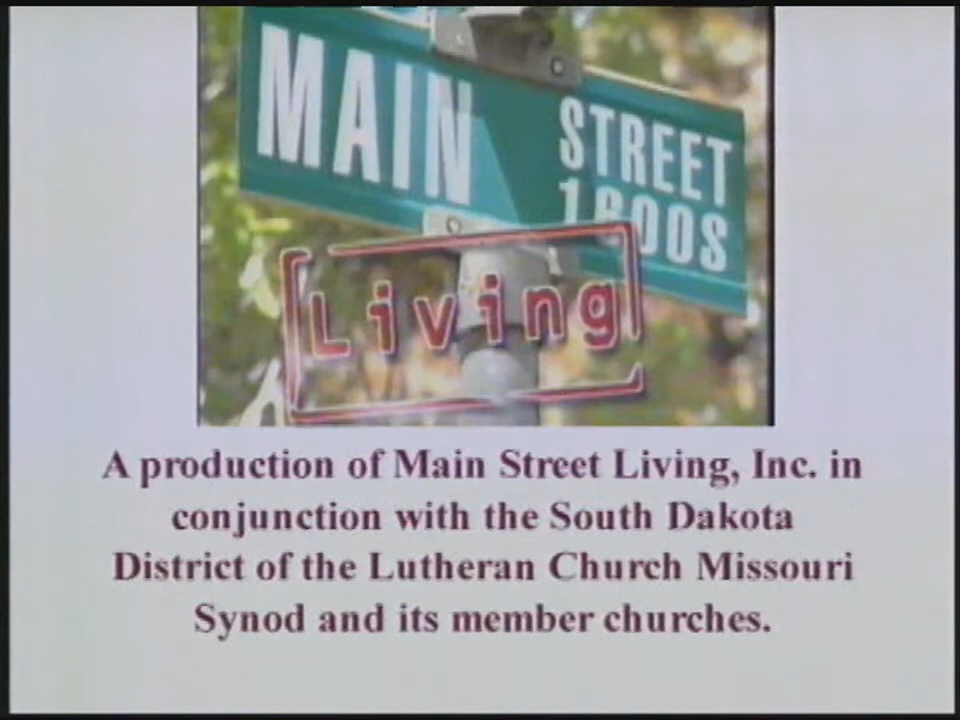 MAIN STREET
1600S
Living
A production of Main Street Living, Inc. in
conjunction with the South Dakota
District of the Lutheran Church Missouri
Synod and its member churches.